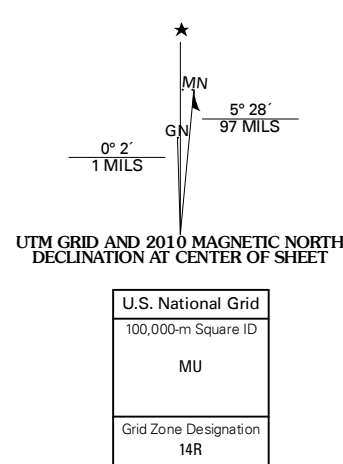 MN
GN
5° 28´
97 MILS
0° 2´
1 MILS
UTM GRID AND 2010 MAGNETIC NORTH
DECLINATION AT CENTER OF SHEET
U.S. National Grid
100,000-m Square ID
MU
Grid Zone Designation
14R